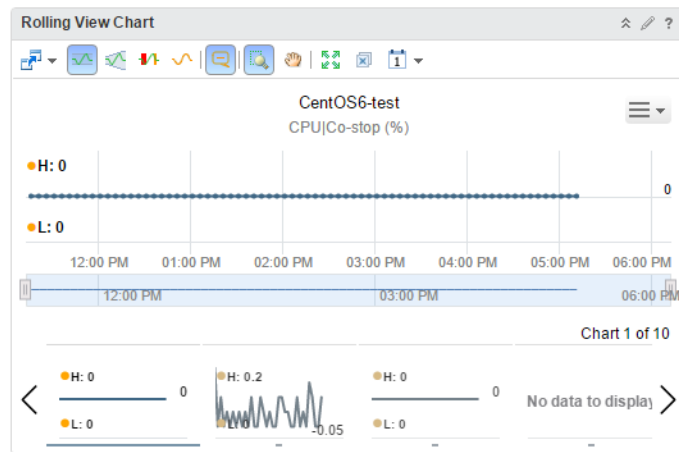 Rolling View Chart ?
1
CentOS6-test
CPU|Co-stop (%)
H: 0
0
L: 0
12:00 PM 01:00 PM 02:00 PM 03:00 PM 04:00 PM 05:00 PM 06:00 PM
12:00 PM 03:00 PM 06:00 PM
Chart 1 of 10
H: 0 H: 0.2 H: 0
0 0
No data to display
L: 0 L: 0 -0.05 L: 0
- - -